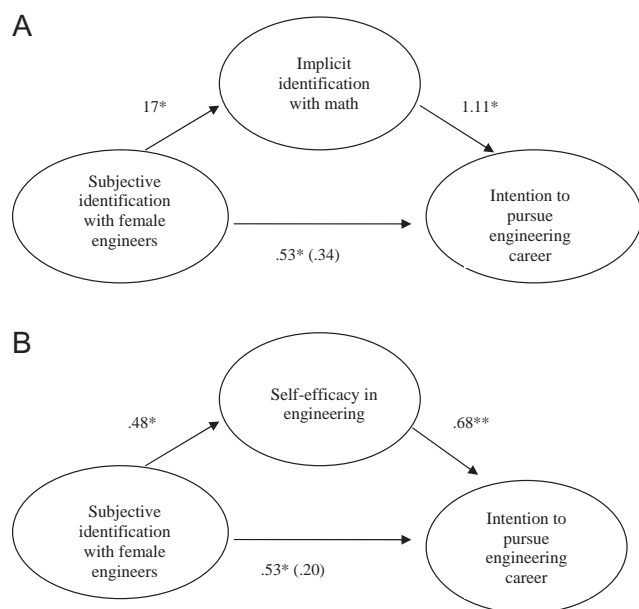 A
Implicit
identification
with math
17*
1.11*
Subjective
identification
with female
engineers
Intention to
pursue
engineering
career
.53* (.34)
B
Self-efficacy in
engineering
.48*
.68**
Subjective
identification
with female
engineers
Intention to
pursue
engineering
career
.53* (.20)